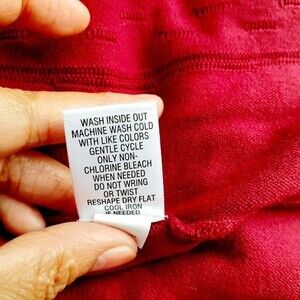 WASH INSIDE OUT
MACHINE WASH COLD
WITH LIKE COLORS
GENTLE CYCLE
ONLY NON-
CHLORINE BLEACH
WHEN NEEDED
DO NOT WRING
OR TWIST
RESHAPE DRY FLAT
COOL IRON
IF NEEDED